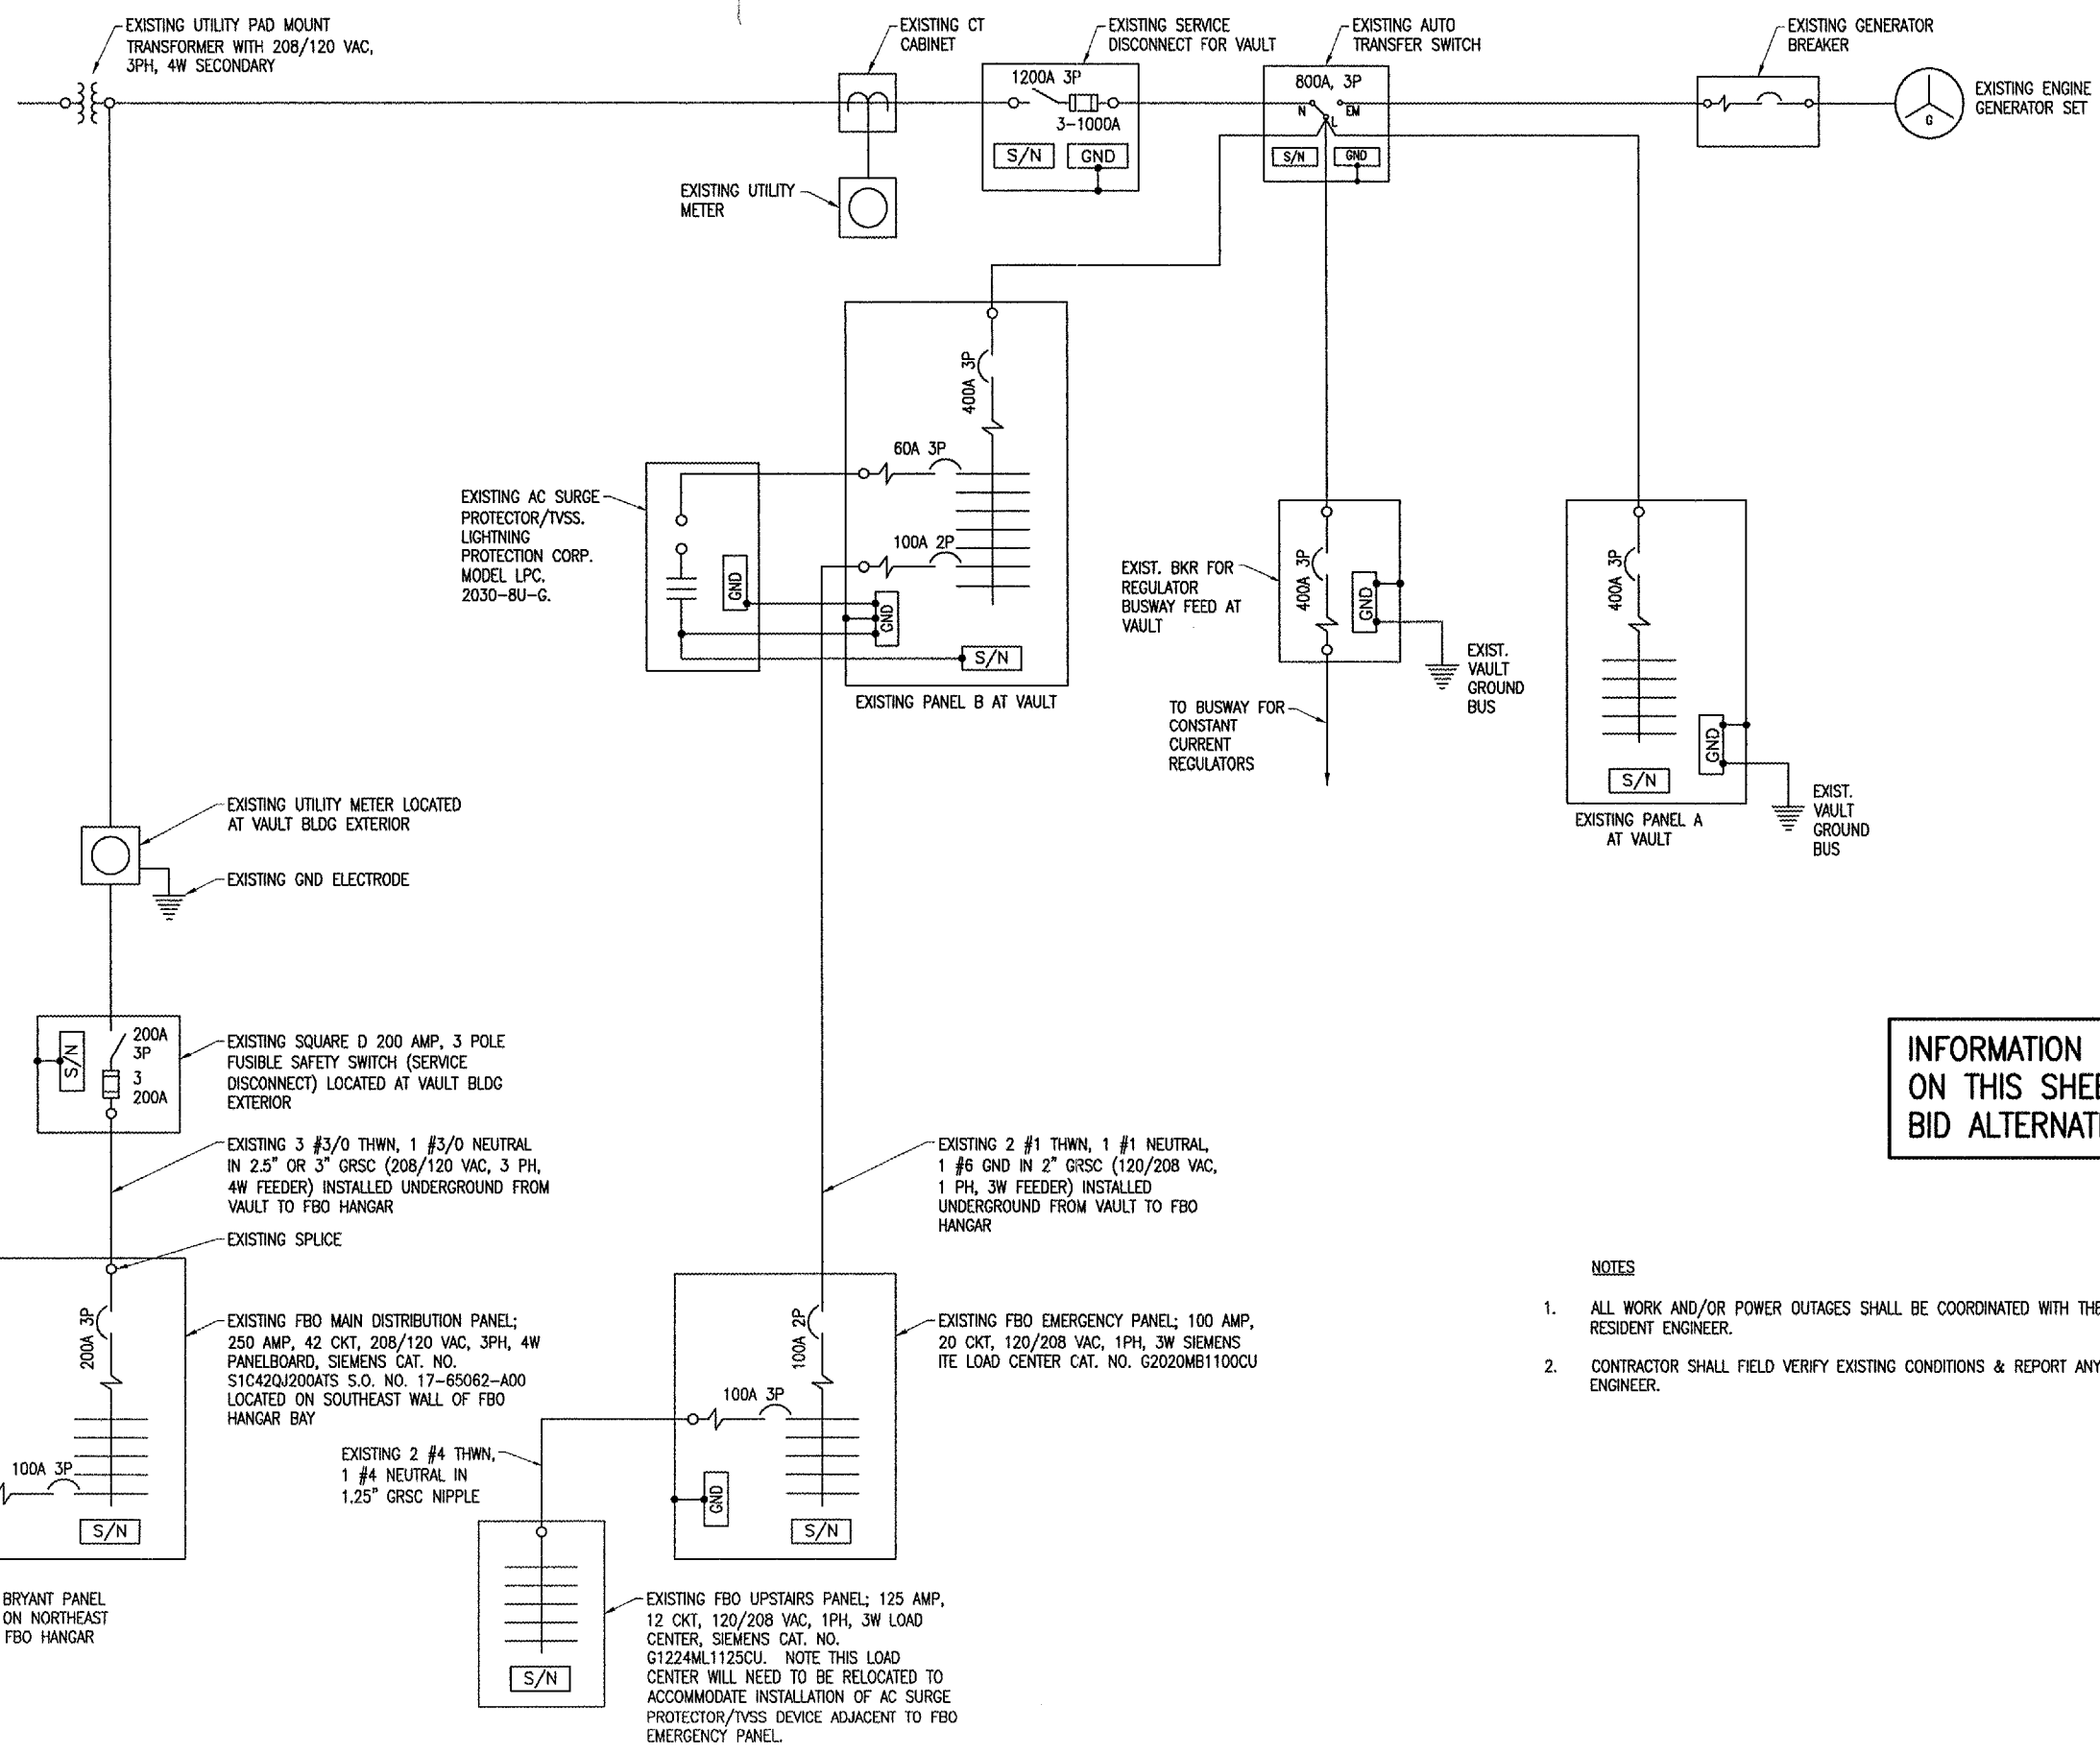 EXISTING UTILITY PAD MOUNT
TRANSFORMER WITH 208/120 VAC,
3PH, 4W SECONDARY
EXISTING CT
CABINET
EXISTING SERVICE
DISCONNECT FOR VAULT
EXISTING AUTO
TRANSFER SWITCH
EXISTING GENERATOR
BREAKER
EXISTING ENGINE
GENERATOR SET
G
1200A 3P
3-1000A
S/N
GND
800A, 3P
N
EM
L
S/N
GND
EXISTING UTILITY
METER
400A 3P
60A 3P
100A 2P
GND
S/N
EXISTING PANEL B AT VAULT
EXISTING AC SURGE
PROTECTOR/TVSS.
LIGHTNING
PROTECTION CORP.
MODEL LPC.
2030-8U-G.
GND
EXIST. BKR FOR
REGULATOR
BUSWAY FEED AT
VAULT
400A 3P
GND
EXIST.
VAULT
GROUND
BUS
TO BUSWAY FOR
CONSTANT
CURRENT
REGULATORS
400A 3P
GND
S/N
EXISTING PANEL A
AT VAULT
EXIST.
VAULT
GROUND
BUS
EXISTING UTILITY METER LOCATED
AT VAULT BLDG EXTERIOR
EXISTING GND ELECTRODE
S/N
200A
3P
3
200A
EXISTING SQUARE D 200 AMP, 3 POLE
FUSIBLE SAFETY SWITCH (SERVICE
DISCONNECT) LOCATED AT VAULT BLDG
EXTERIOR
EXISTING 3 #3/0 THWN, 1 #3/0 NEUTRAL
IN 2.5" OR 3" GRSC (208/120 VAC, 3 PH,
4W FEEDER) INSTALLED UNDERGROUND FROM
VAULT TO FBO HANGAR
EXISTING SPLICE
200A 3P
100A 3P
S/N
EXISTING FBO MAIN DISTRIBUTION PANEL;
250 AMP, 42 CKT, 208/120 VAC, 3PH, 4W
PANELBOARD, SIEMENS CAT. NO.
S1C42QJ200ATS S.O. NO. 17-65062-A00
LOCATED ON SOUTHEAST WALL OF FBO
HANGAR BAY
BRYANT PANEL
ON NORTHEAST
FBO HANGAR
EXISTING 2 #1 THWN, 1 #1 NEUTRAL,
1 #6 GND IN 2" GRSC (120/208 VAC,
1 PH, 3W FEEDER) INSTALLED
UNDERGROUND FROM VAULT TO FBO
HANGAR
100A 2P
100A 3P
GND
S/N
EXISTING FBO EMERGENCY PANEL; 100 AMP,
20 CKT, 120/208 VAC, 1PH, 3W SIEMENS
ITE LOAD CENTER CAT. NO. G2020MB1100CU
EXISTING 2 #4 THWN,
1 #4 NEUTRAL IN
1.25" GRSC NIPPLE
S/N
EXISTING FBO UPSTAIRS PANEL; 125 AMP,
12 CKT, 120/208 VAC, 1PH, 3W LOAD
CENTER, SIEMENS CAT. NO.
G1224ML1125CU. NOTE THIS LOAD
CENTER WILL NEED TO BE RELOCATED TO
ACCOMMODATE INSTALLATION OF AC SURGE
PROTECTOR/TVSS DEVICE ADJACENT TO FBO
EMERGENCY PANEL.
INFORMATION
ON THIS SHEE
BID ALTERNAT
NOTES
1. ALL WORK AND/OR POWER OUTAGES SHALL BE COORDINATED WITH THE
RESIDENT ENGINEER.
2. CONTRACTOR SHALL FIELD VERIFY EXISTING CONDITIONS & REPORT ANY
ENGINEER.